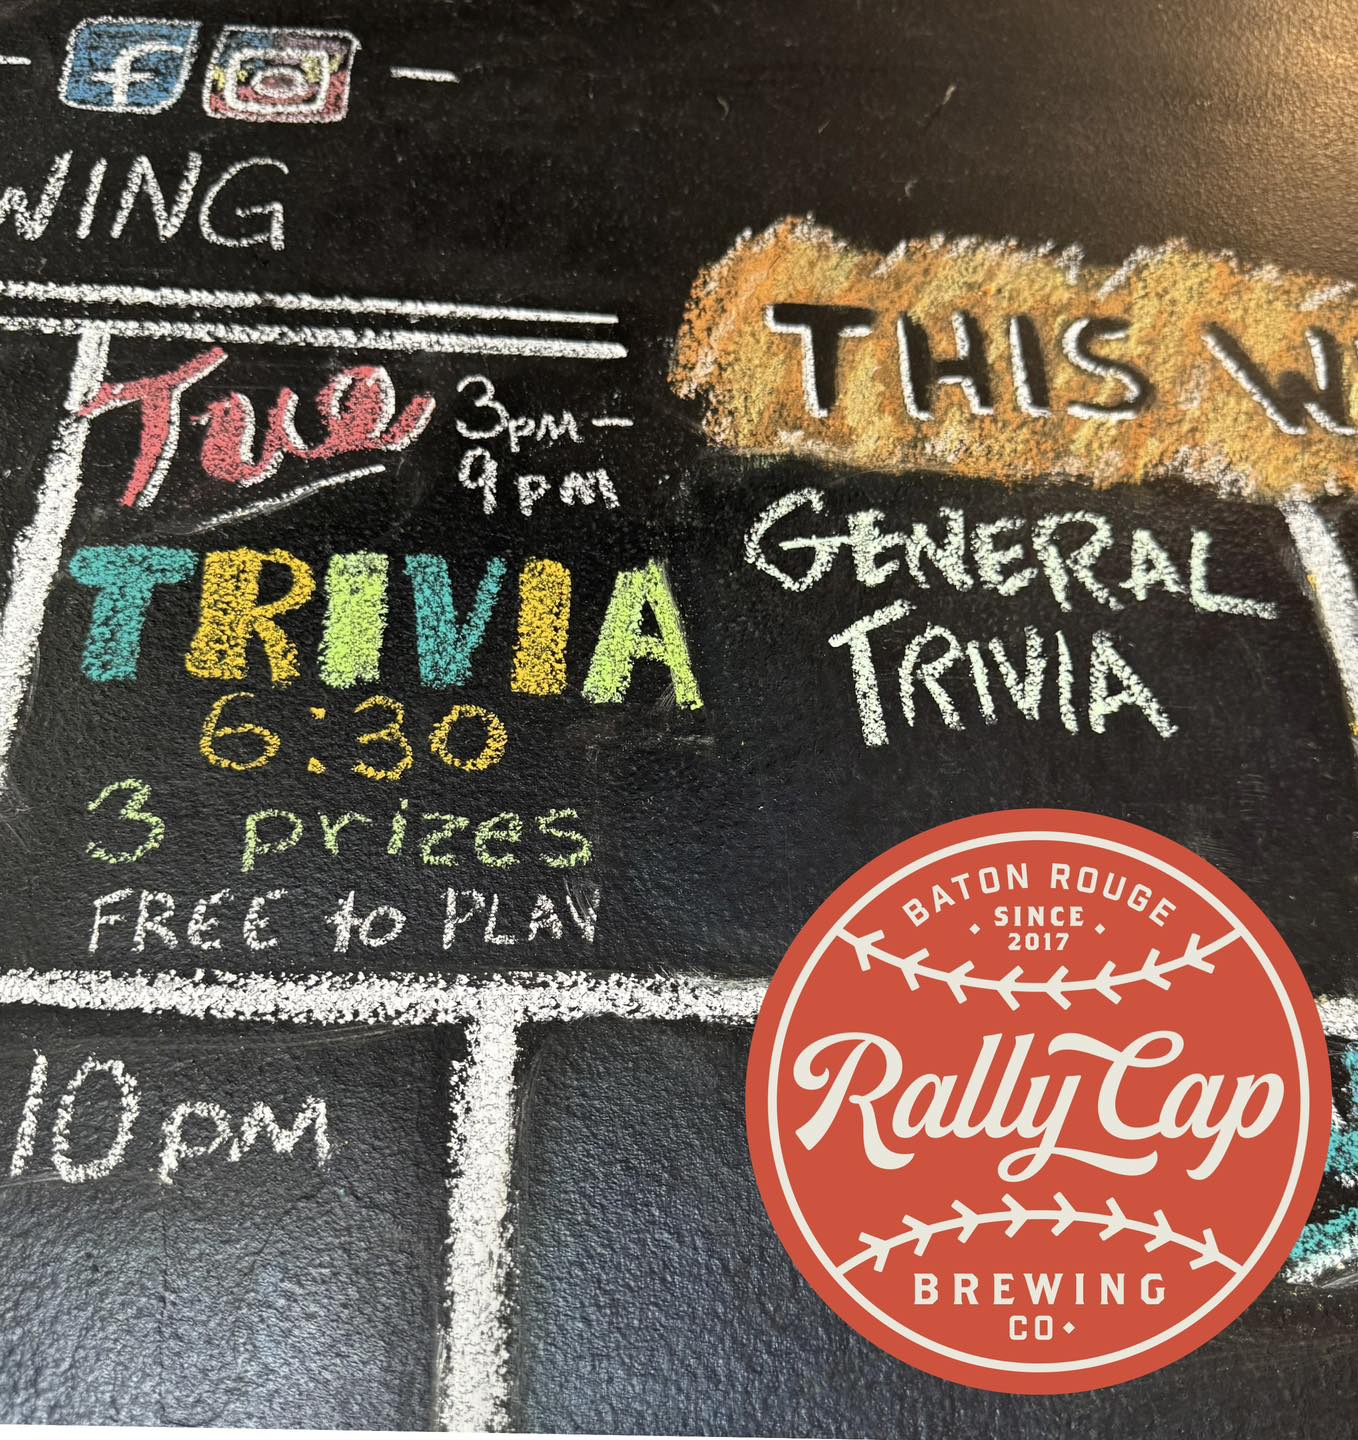 f
WING
Tue 3pm-
9pm
TRIVIA
6:30
3 prizes
FREE to PLAY
10pm
THIS W
GENERAL
TRIVIA
BATON ROUGE
SINCE
2017
Rally Cap
BREWING
CO